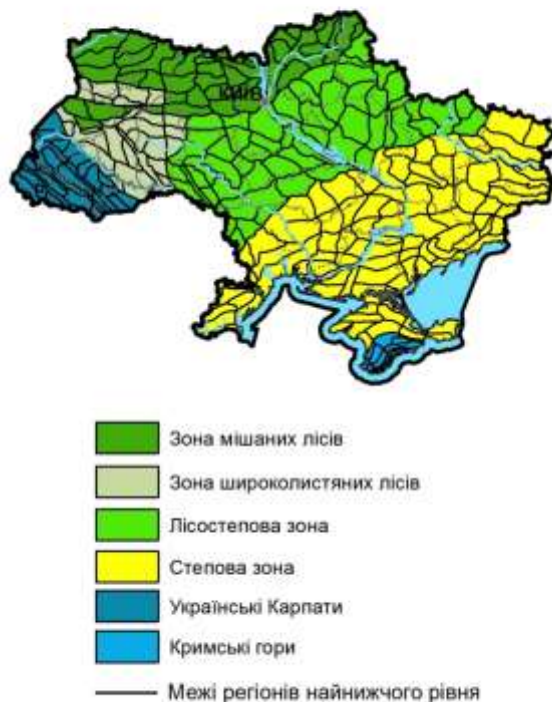 КИЇВ
Зона мішаних лісів
Зона широколистяних лісів
Лісостепова зона
Степова зона
Українські Карпати
Кримські гори
Межі регіонів найнижчого рівня